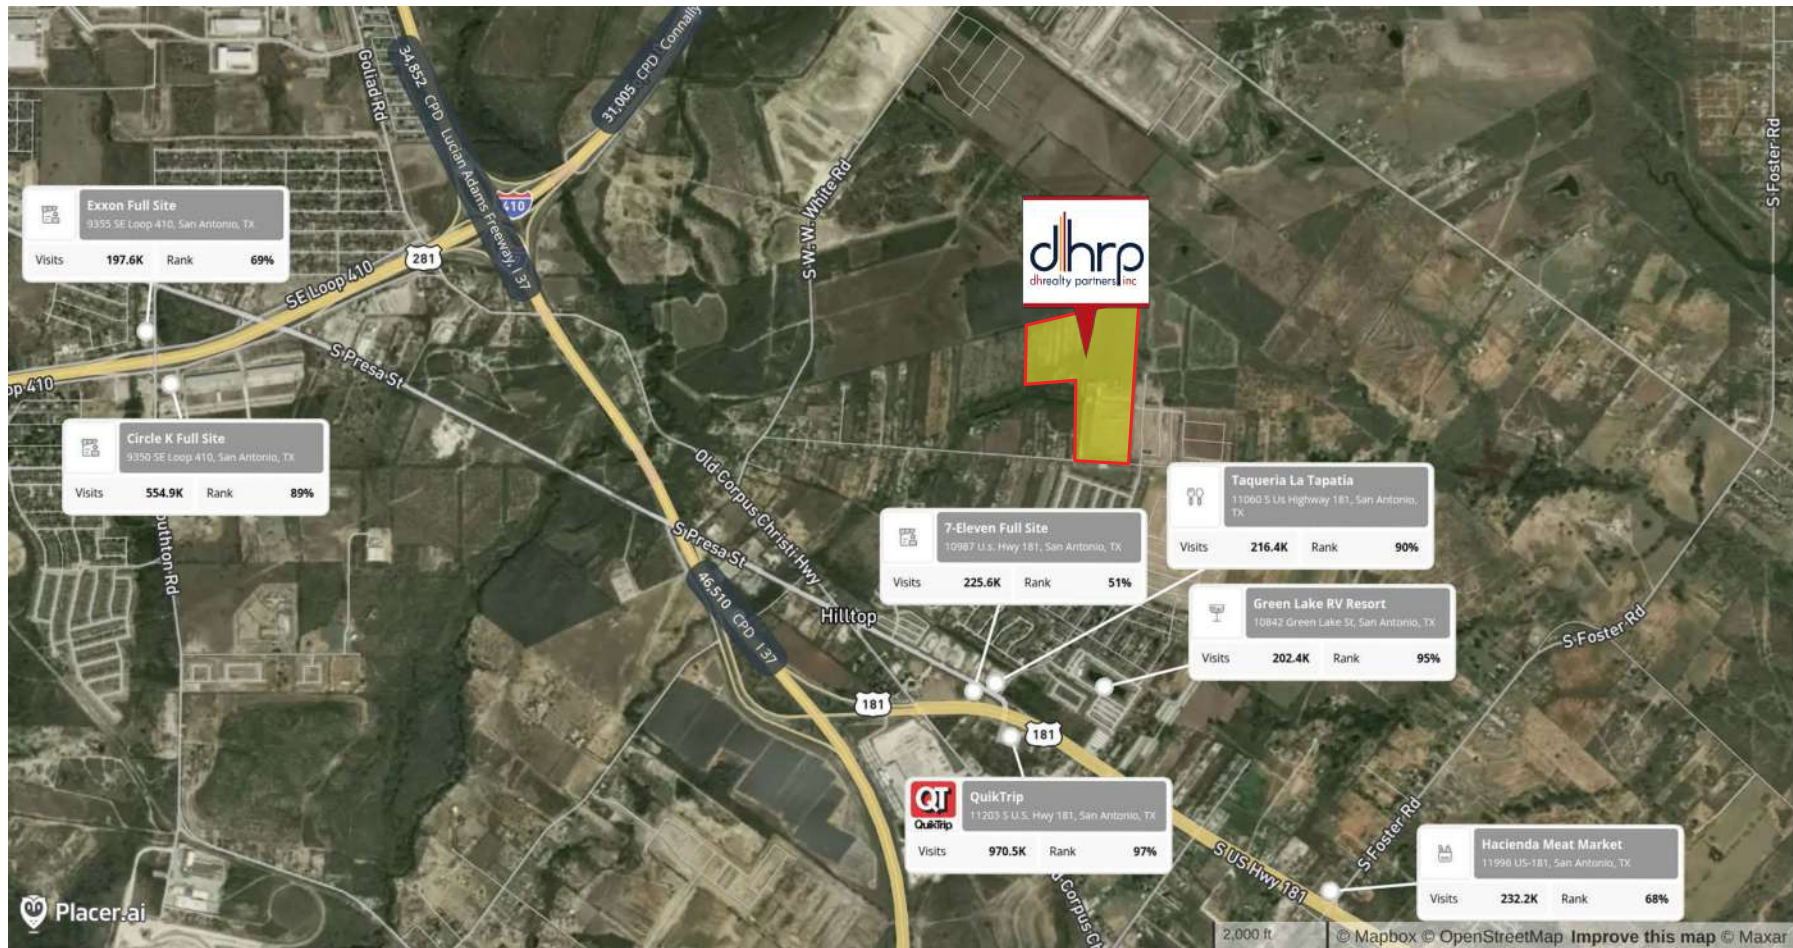 Goliad Rd
34,852 CPD Lucian Adams Freeway, I 37
31,005 CPD Connally
S Foster Rd
S W.W. White Rd
410
281
SE Loop 410
Exxon Full Site
9355 SE Loop 410, San Antonio, TX
Visits 197.6K Rank 69%
dhrp
dhrealty partners inc
S Presa St
op 410
Circle K Full Site
9350 SE Loop 410, San Antonio, TX
Visits 554.9K Rank 89%
outhton Rd
Old Corpus Christi Hwy
S Presa St
46,510 CPD I 37
Hilltop
7-Eleven Full Site
10987 U.s. Hwy 181, San Antonio, TX
Visits 225.6K Rank 51%
Taqueria La Tapatia
11060 S Us Highway 181, San Antonio,
TX
Visits 216.4K Rank 90%
Green Lake RV Resort
10842 Green Lake St, San Antonio, TX
Visits 202.4K Rank 95%
S Foster Rd
181
181
QT
QuikTrip
QuikTrip
11203 S U.S. Hwy 181, San Antonio, TX
Visits 970.5K Rank 97%
S US Hwy 181
S Foster Rd
Hacienda Meat Market
11996 US-181, San Antonio, TX
Visits 232.2K Rank 68%
d Corpus Ch
Placer.ai
2,000 ft
© Mapbox © OpenStreetMap Improve this map © Maxar